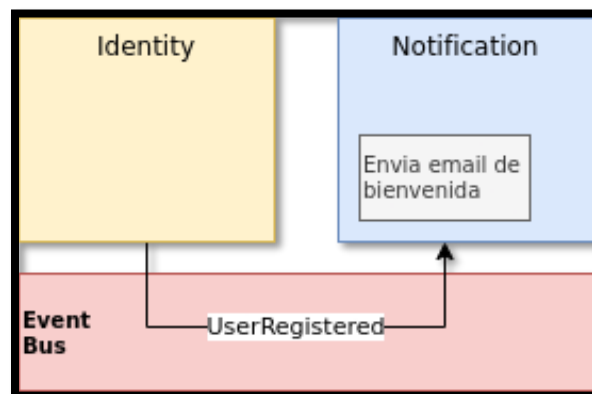 Identity
Notification
Envia email de
bienvenida
Event
Bus
UserRegistered